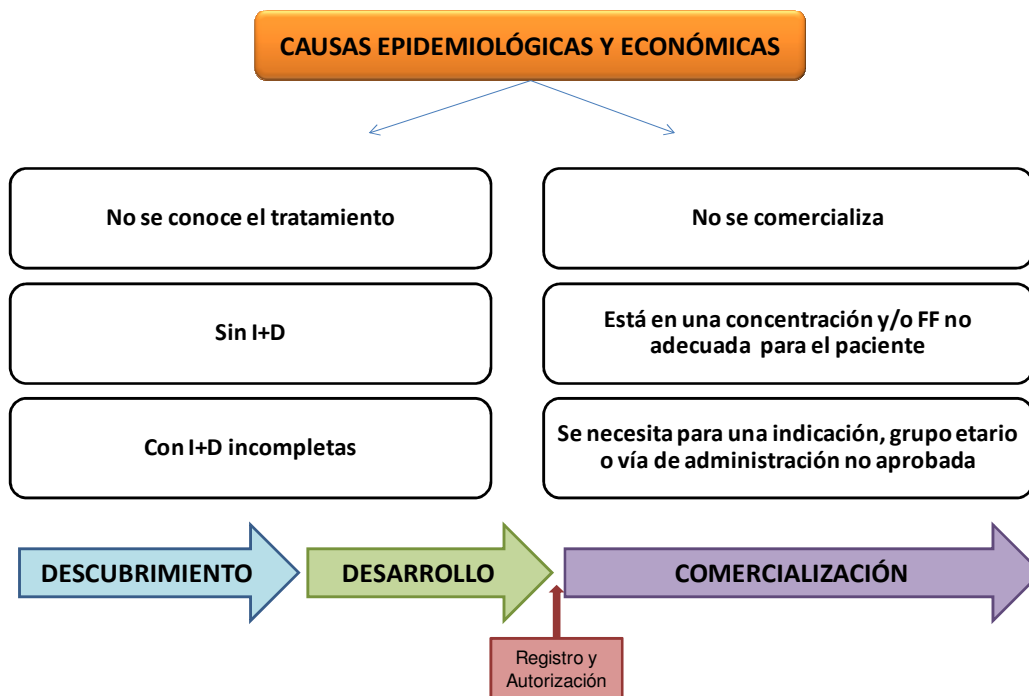 CAUSAS EPIDEMIOLÓGICAS Y ECONÓMICAS
No se conoce el tratamiento
No se comercializa
Sin I+D
Está en una concentración y/o FF no
adecuada para el paciente
Con I+D incompletas
Se necesita para una indicación, grupo etario
o vía de administración no aprobada
DESCUBRIMIENTO
DESARROLLO
COMERCIALIZACIÓN
Registro y
Autorización